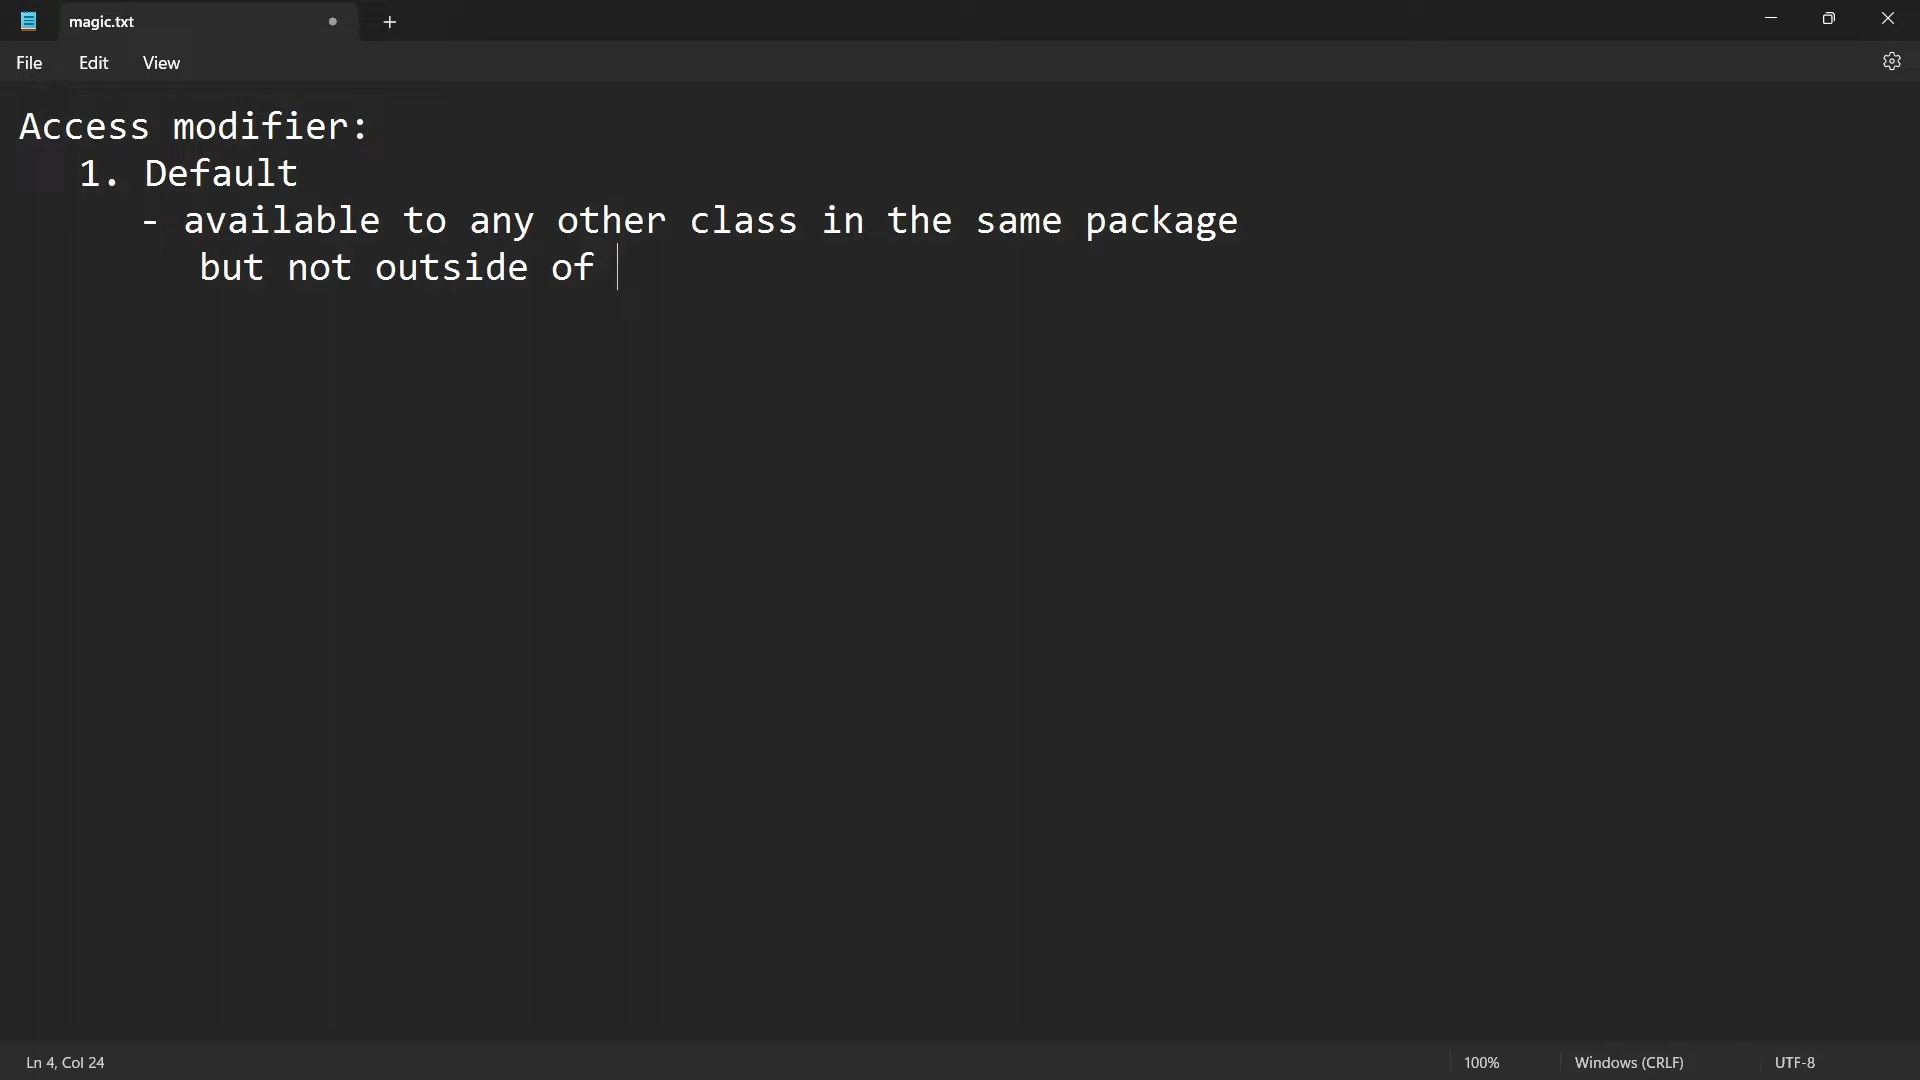 magic.txt
File Edit View
Access modifier:
1. Default
- available to any other class in the same package
but not outside of
Ln 4, Col 24 100% Windows (CRLF) UTF-8